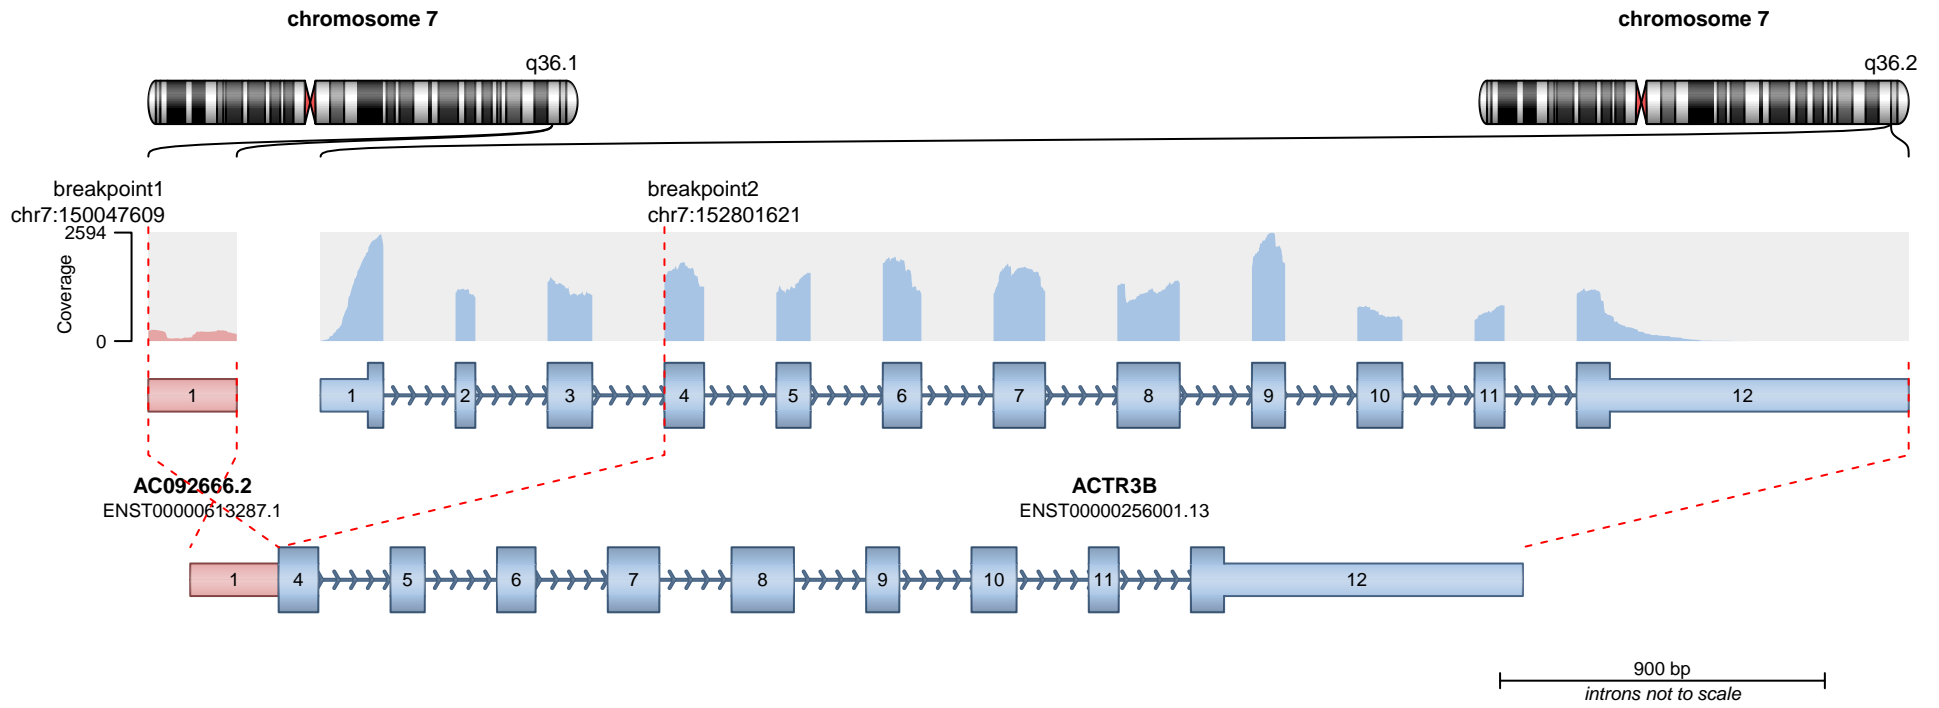 chromosome 7
chromosome 7
q36.1
q36.2
breakpoint1
chr7:150047609
breakpoint2
chr7:152801621
2594
Coverage
0
1
1
2
3
4
5
6
7
8
9
10
11
12
AC092666.2
ENST00000613287.1
ACTR3B
ENST00000256001.13
1
4
5
6
7
8
9
10
11
12
900 bp
introns not to scale